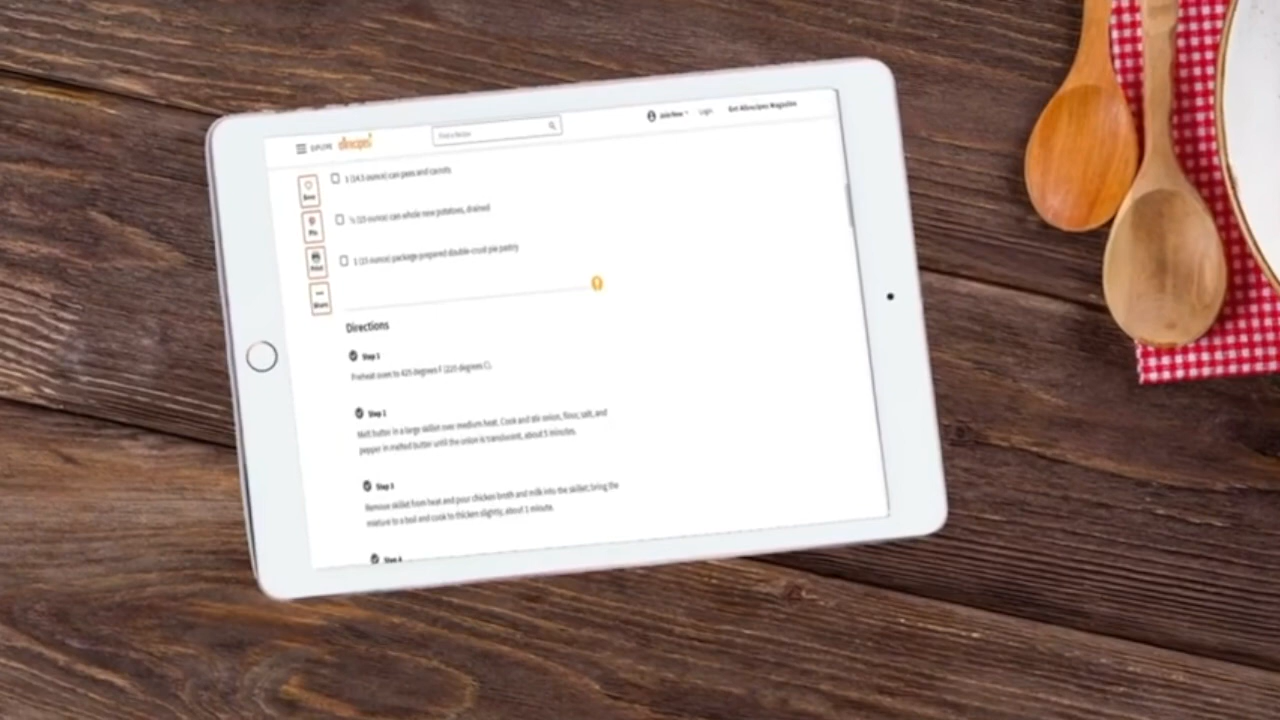 EXPLORE allrecipes
Find a Recipe
Join Now
Login
Get Allrecipes Magazine
Save
Pin
Print
Share
1 (14.5 ounce) can peas and carrots
½ (15 ounce) can whole new potatoes, drained
1 (15 ounce) package prepared double-crust pie pastry
Directions
Step 1
Preheat oven to 425 degrees F (220 degrees C).
Step 2
Melt butter in a large skillet over medium heat. Cook and stir onion, flour, salt, and
pepper in melted butter until the onion is translucent, about 5 minutes.
Step 3
Remove skillet from heat and pour chicken broth and milk into the skillet; bring the
mixture to a boil and cook to thicken slightly, about 1 minute.
Step 4